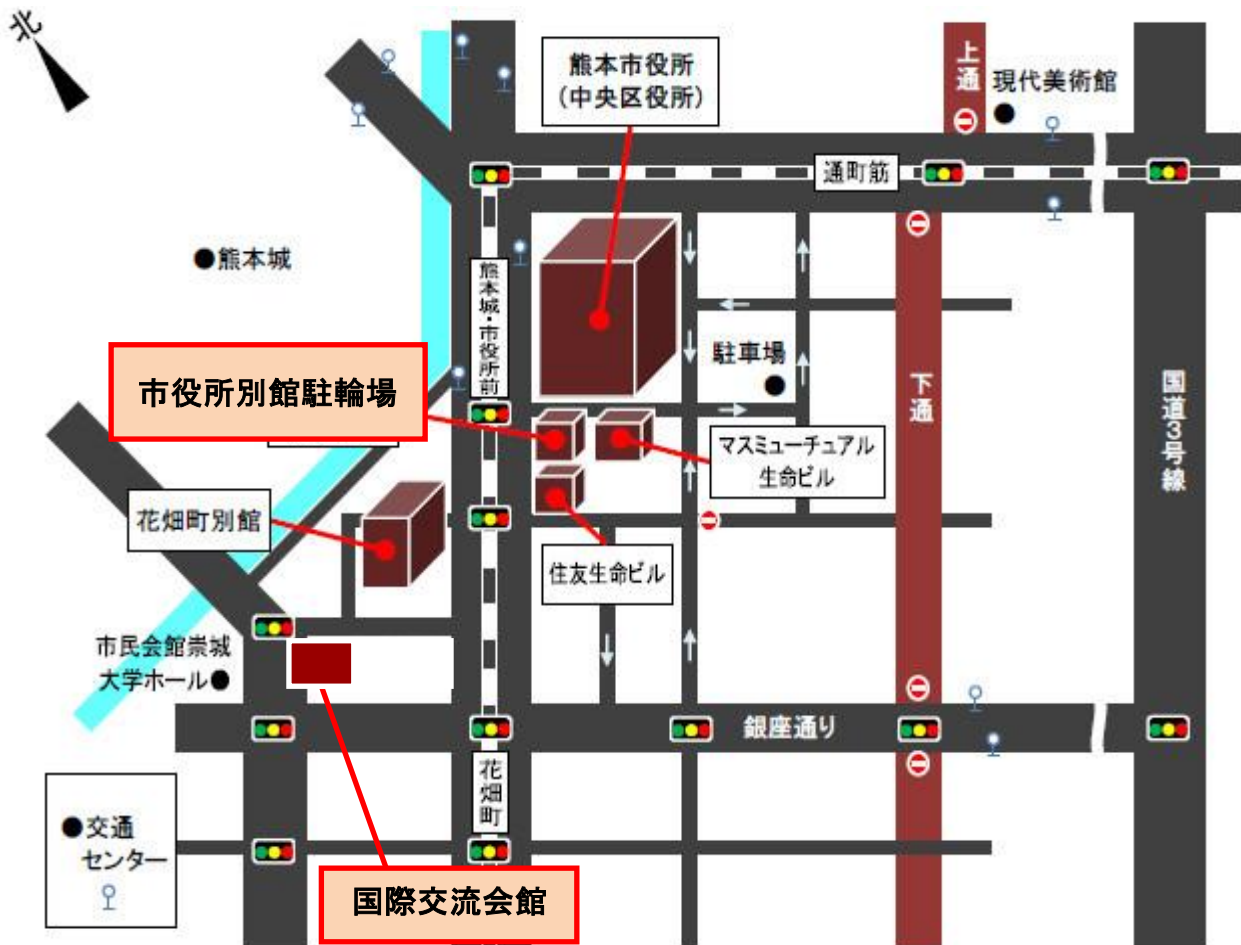 北
熊本市役所
(中央区役所)
上通
現代美術館
通町筋
熊本城
熊本城・市役所前
駐車場
市役所別館駐輪場
下通
国道3号線
マスミューチュアル
生命ビル
花畑町別館
住友生命ビル
市民会館崇城
大学ホール
銀座通り
花畑町
交通
センター
国際交流会館